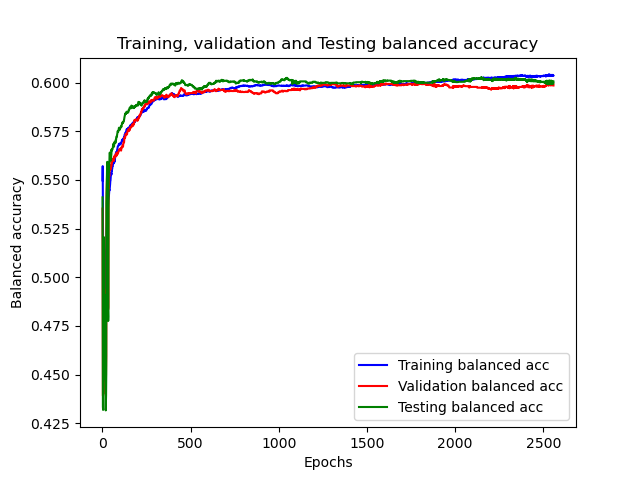 Training, validation and Testing balanced accuracy
Balanced accuracy
0.600
0.575
0.550
0.525
0.500
0.475
0.450
0.425
Training balanced acc
Validation balanced acc
Testing balanced acc
0 500 1000 1500 2000 2500
Epochs